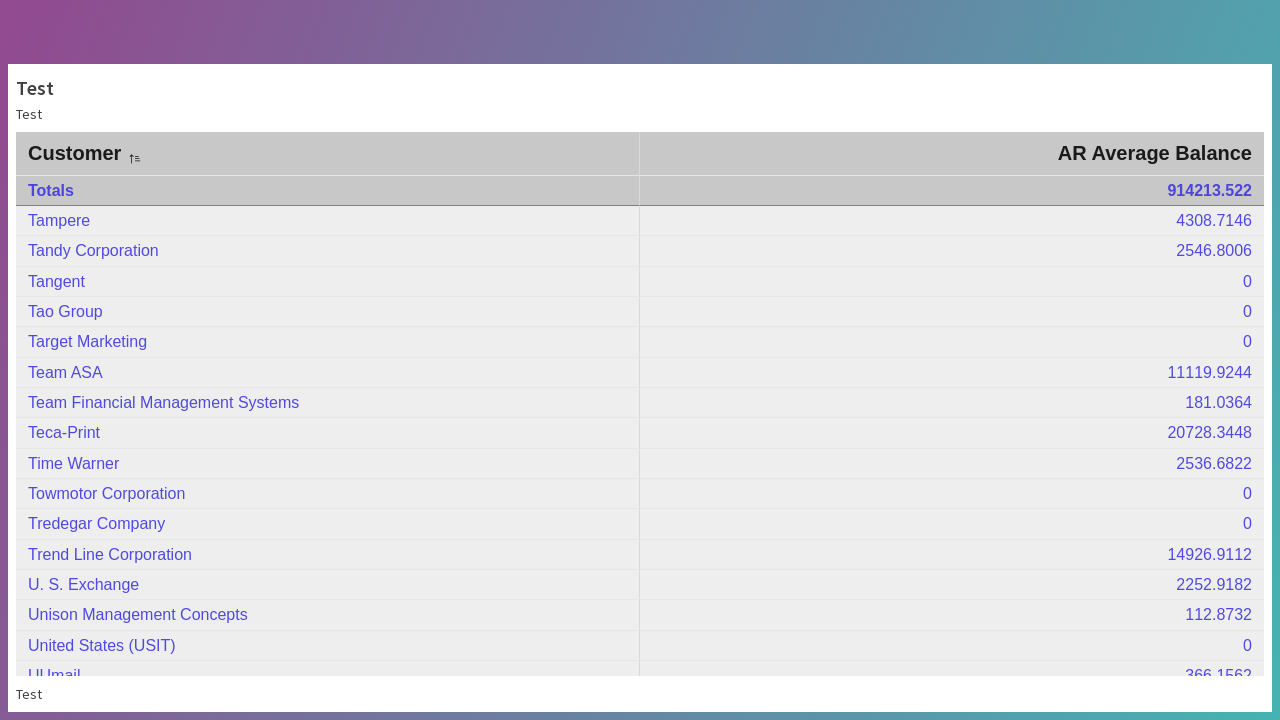 Test
Test
Customer AR Average Balance
Totals 914213.522
Tampere 4308.7146
Tandy Corporation 2546.8006
Tangent 0
Tao Group 0
Target Marketing 0
Team ASA 11119.9244
Team Financial Management Systems 181.0364
Teca-Print 20728.3448
Time Warner 2536.6822
Towmotor Corporation 0
Tredegar Company 0
Trend Line Corporation 14926.9112
U. S. Exchange 2252.9182
Unison Management Concepts 112.8732
United States (USIT) 0
UUmail 366.1562
Test